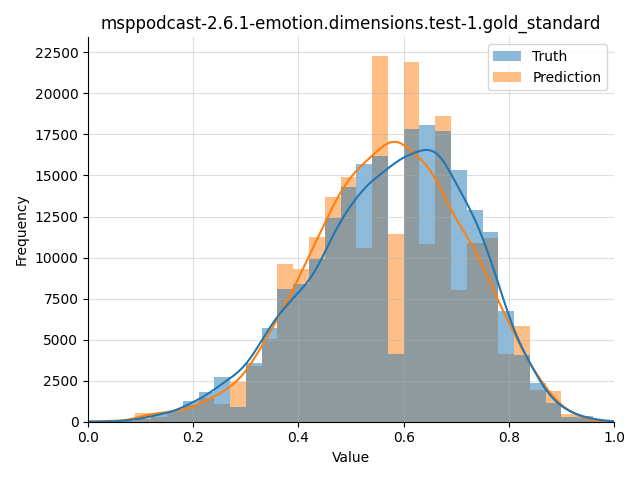 msppodcast-2.6.1-emotion.dimensions.test-1.gold_standard
Truth
Prediction
22500
20000
17500
15000
12500
10000
7500
5000
2500
0
Frequency
0.0 0.2 0.4 0.6 0.8 1.0
Value